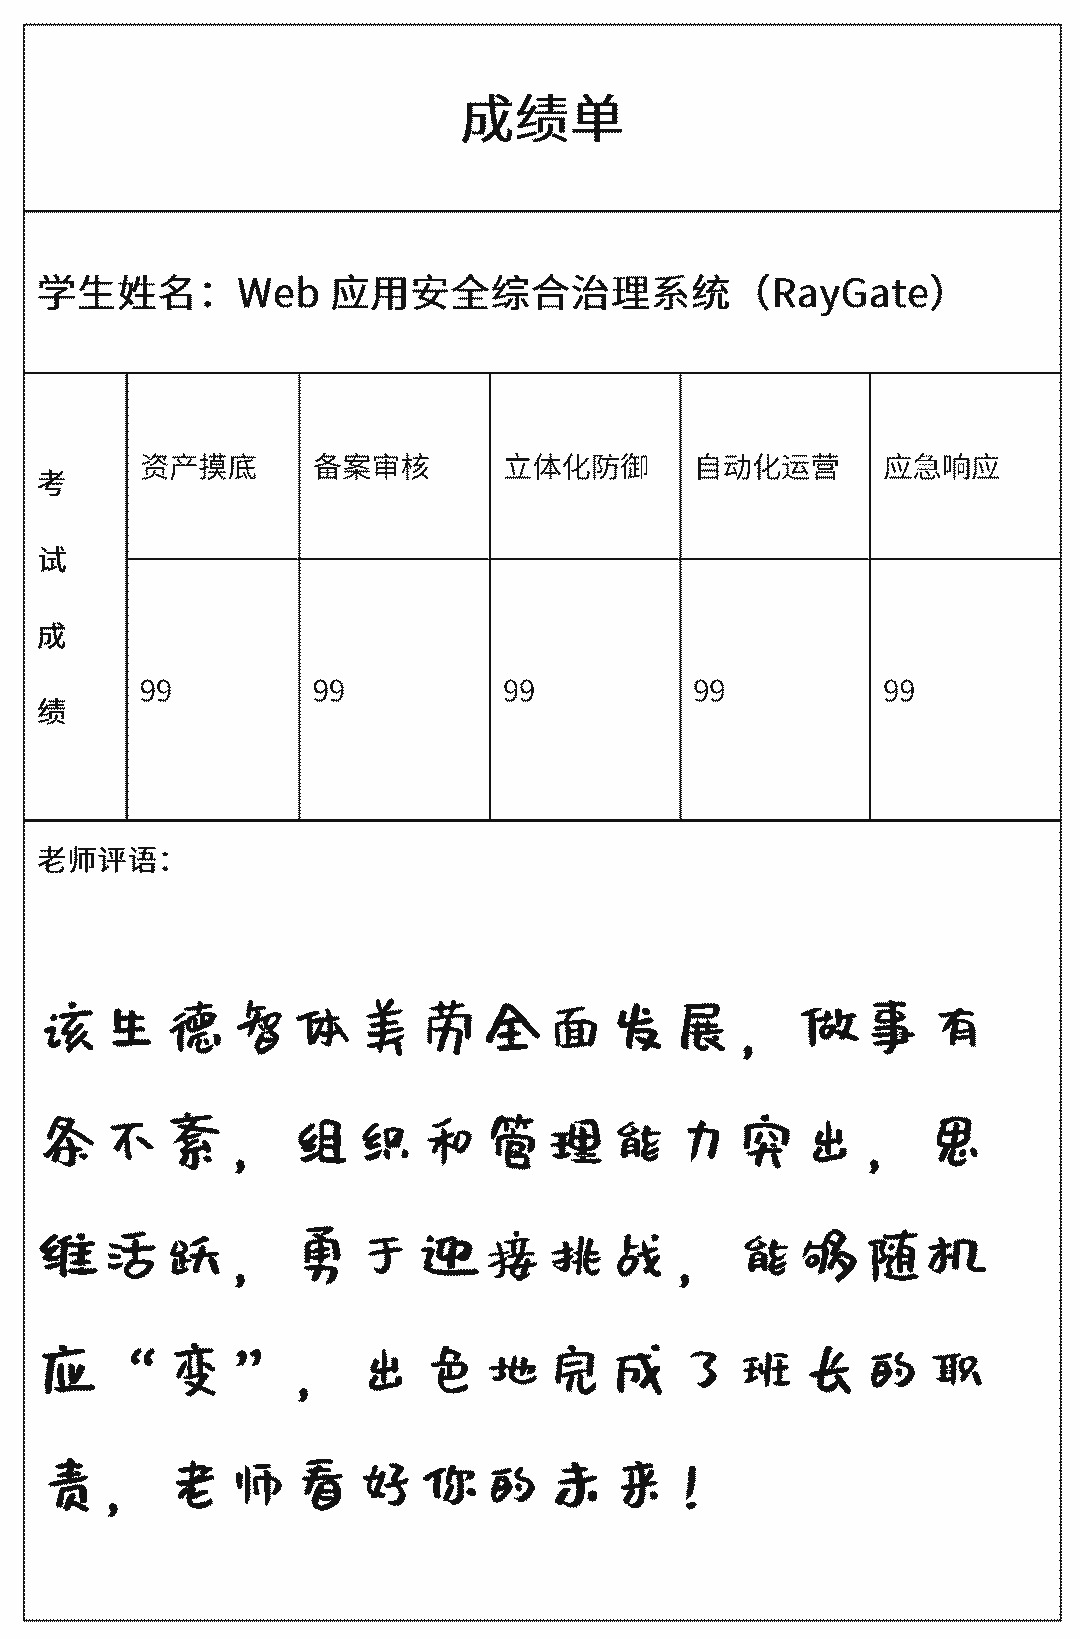 成绩单
学生姓名：Web 应用安全综合治理系统（RayGate）
考
试
成
绩
资产摸底 备案审核 立体化防御 自动化运营 应急响应
99 99 99 99 99
老师评语：
该生德智体美劳全面发展，做事有
条不紊，组织和管理能力突出，思
维活跃，勇于迎接挑战，能够随机
应“变”，出色地完成了班长的职
责，老师看好你的未来！